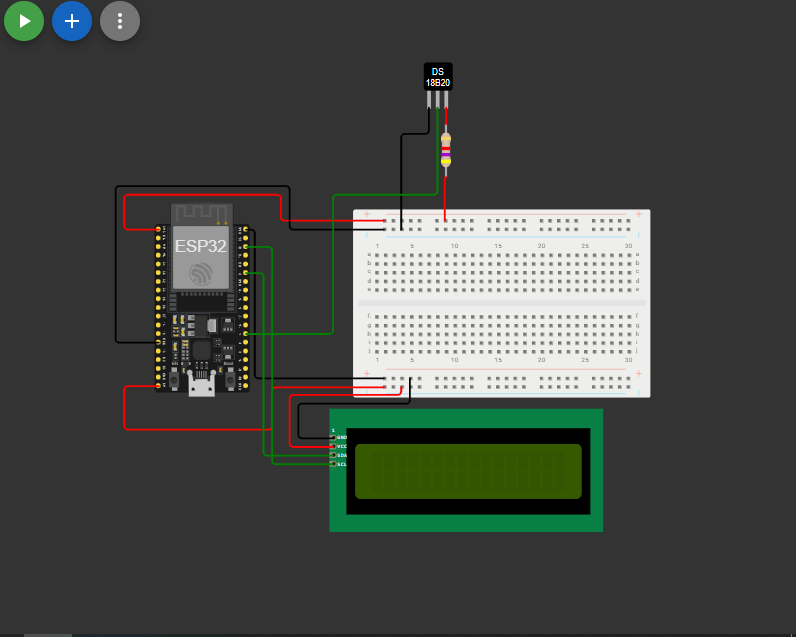 DS
18B20
ESP32
+ +
1 5 10 15 20 25 30
a a
b b
c c
d d
e e
f f
g g
h h
i i
j j
1 5 10 15 20 25 30
+ +
1
GND
VCC
SDA
SCL